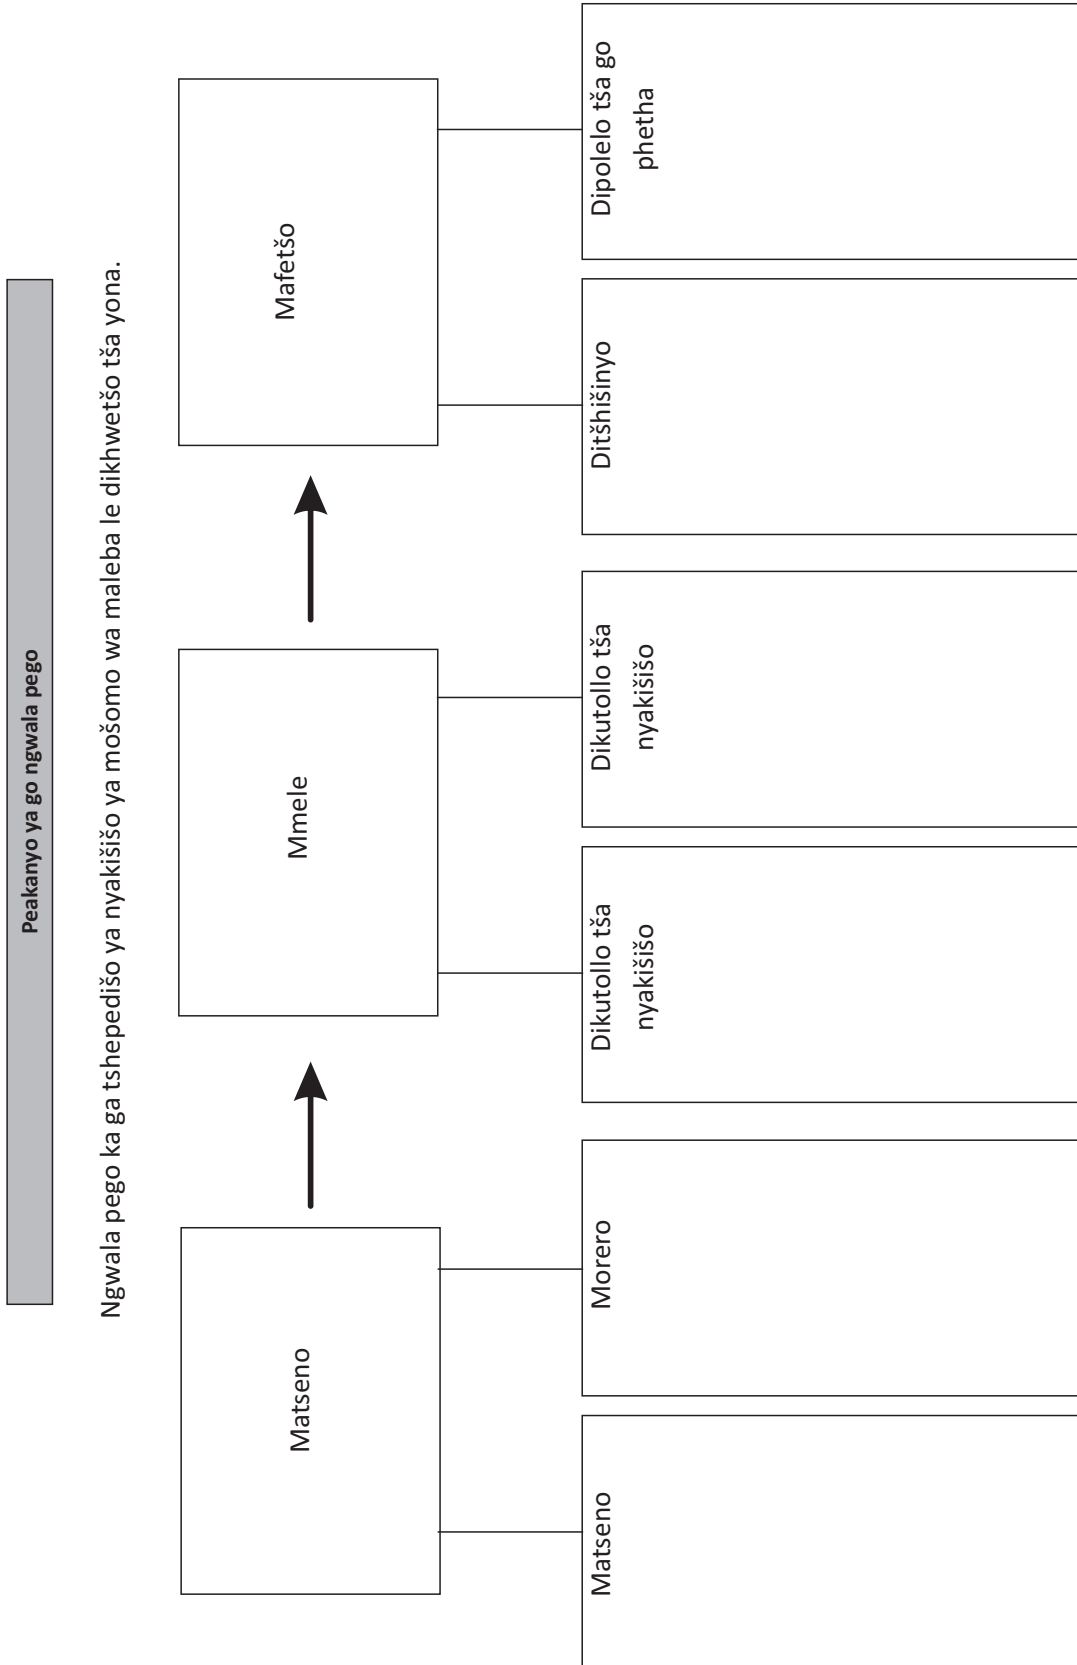 Peakanyo ya go ngwala pego
Ngwala pego ka ga tshepedišo ya nyakišišo ya mošomo wa maleba le dikhwetšo tša yona.
Matseno
Mmele
Mafetšo
Matseno
Morero
Dikutollo tša
nyakišišo
Dikutollo tša
nyakišišo
Ditšhišinyo
Dipolelo tša go
phetha